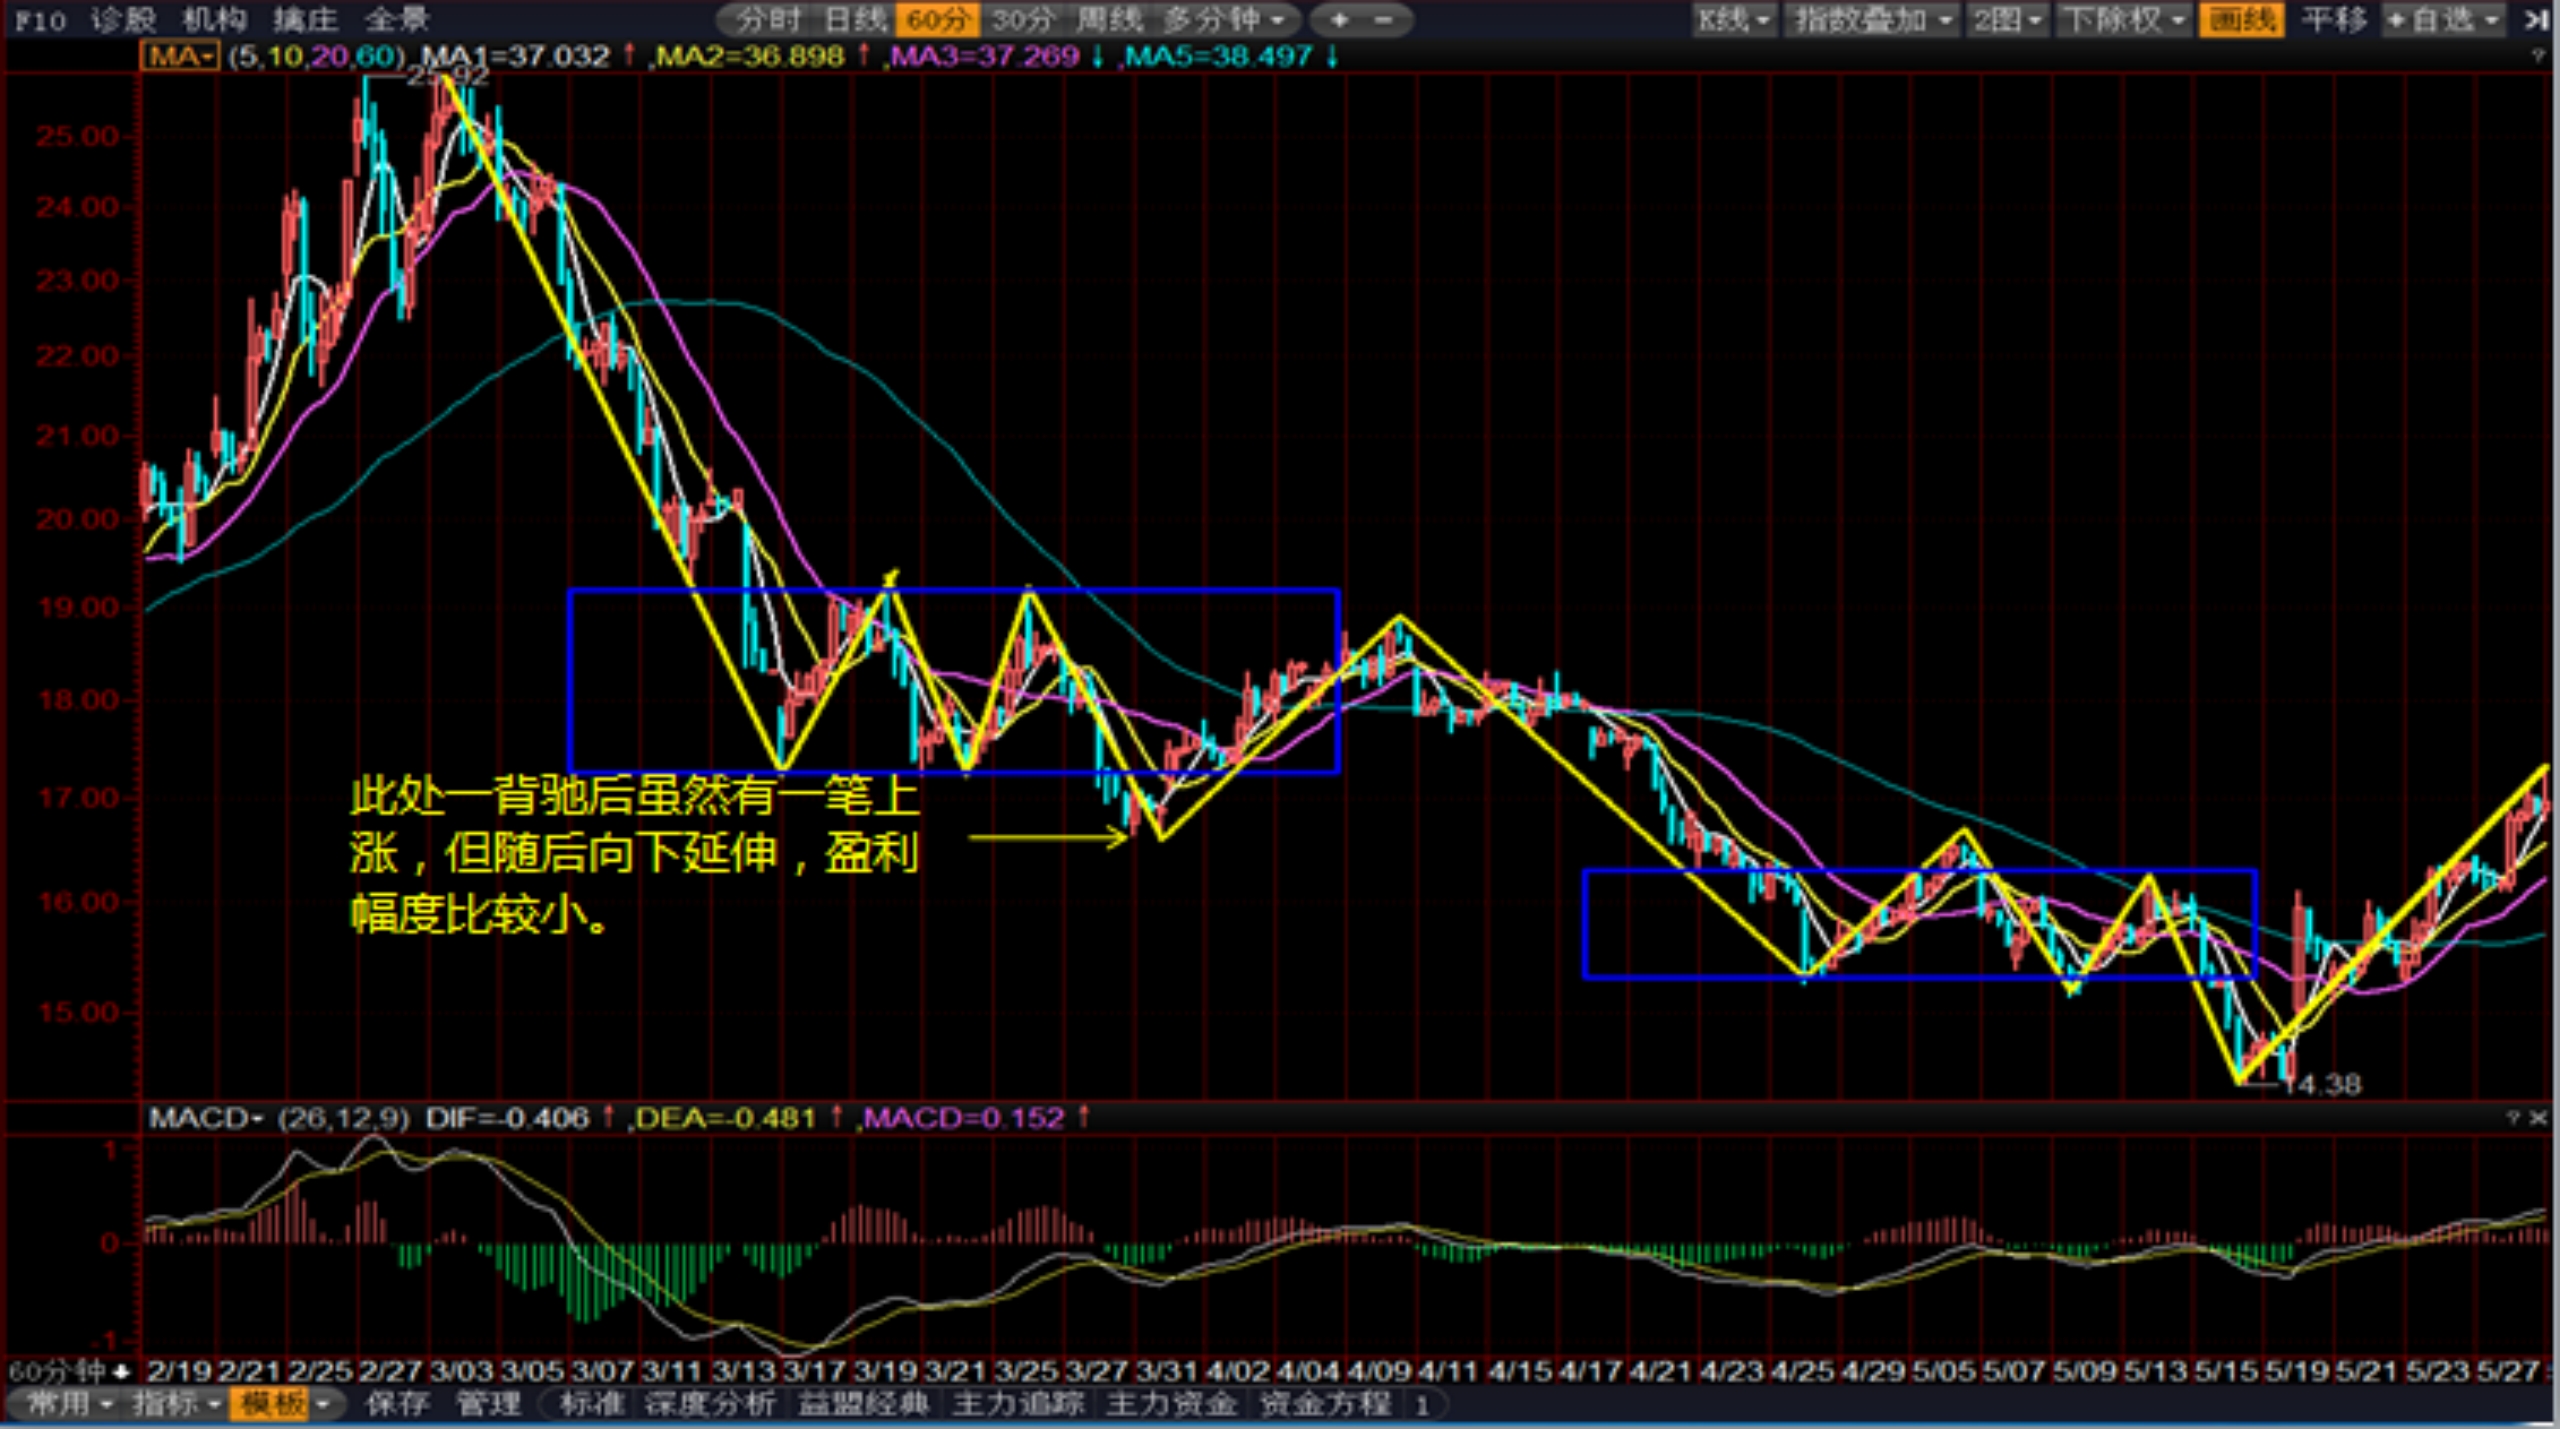 F10 诊股 机构 擒庄 全景 分时 日线 60分 30分 周线 多分钟 + - K线 指数叠加 2图 下除权 画线 平移 +自选
MA (5,10,20,60) ,MA1=37.032 ↑ ,MA2=36.898 ↑ ,MA3=37.269 ↓ ,MA5=38.497 ↓ ?
25.92
25.00
24.00
23.00
22.00
21.00
20.00
19.00
18.00
17.00
16.00
15.00
此处一背驰后虽然有一笔上
涨，但随后向下延伸，盈利
幅度比较小。
14.38
MACD (26,12,9) DIF=-0.406 ↑ ,DEA=-0.481 ↑ ,MACD=0.152 ↑ ? ×
1
0
-1
60分钟 2/19 2/21 2/25 2/27 3/03 3/05 3/07 3/11 3/13 3/17 3/19 3/21 3/25 3/27 3/31 4/02 4/04 4/09 4/11 4/15 4/17 4/21 4/23 4/25 4/29 5/05 5/07 5/09 5/13 5/15 5/19 5/21 5/23 5/27
常用 指标 模板 保存 管理 标准 深度分析 益盟经典 主力追踪 主力资金 资金方程 1